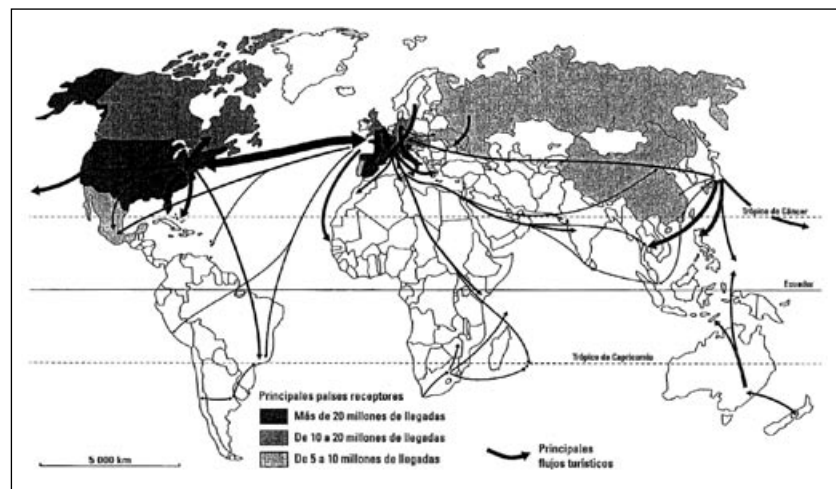 Trópico de Câncer
Ecuador
Trópico de Capricornio
Principales países receptores
Más de 20 millones de llegadas
De 10 a 20 millones de llegadas
De 5 a 10 millones de llegadas
Principales
flujos turísticos
5 000 km